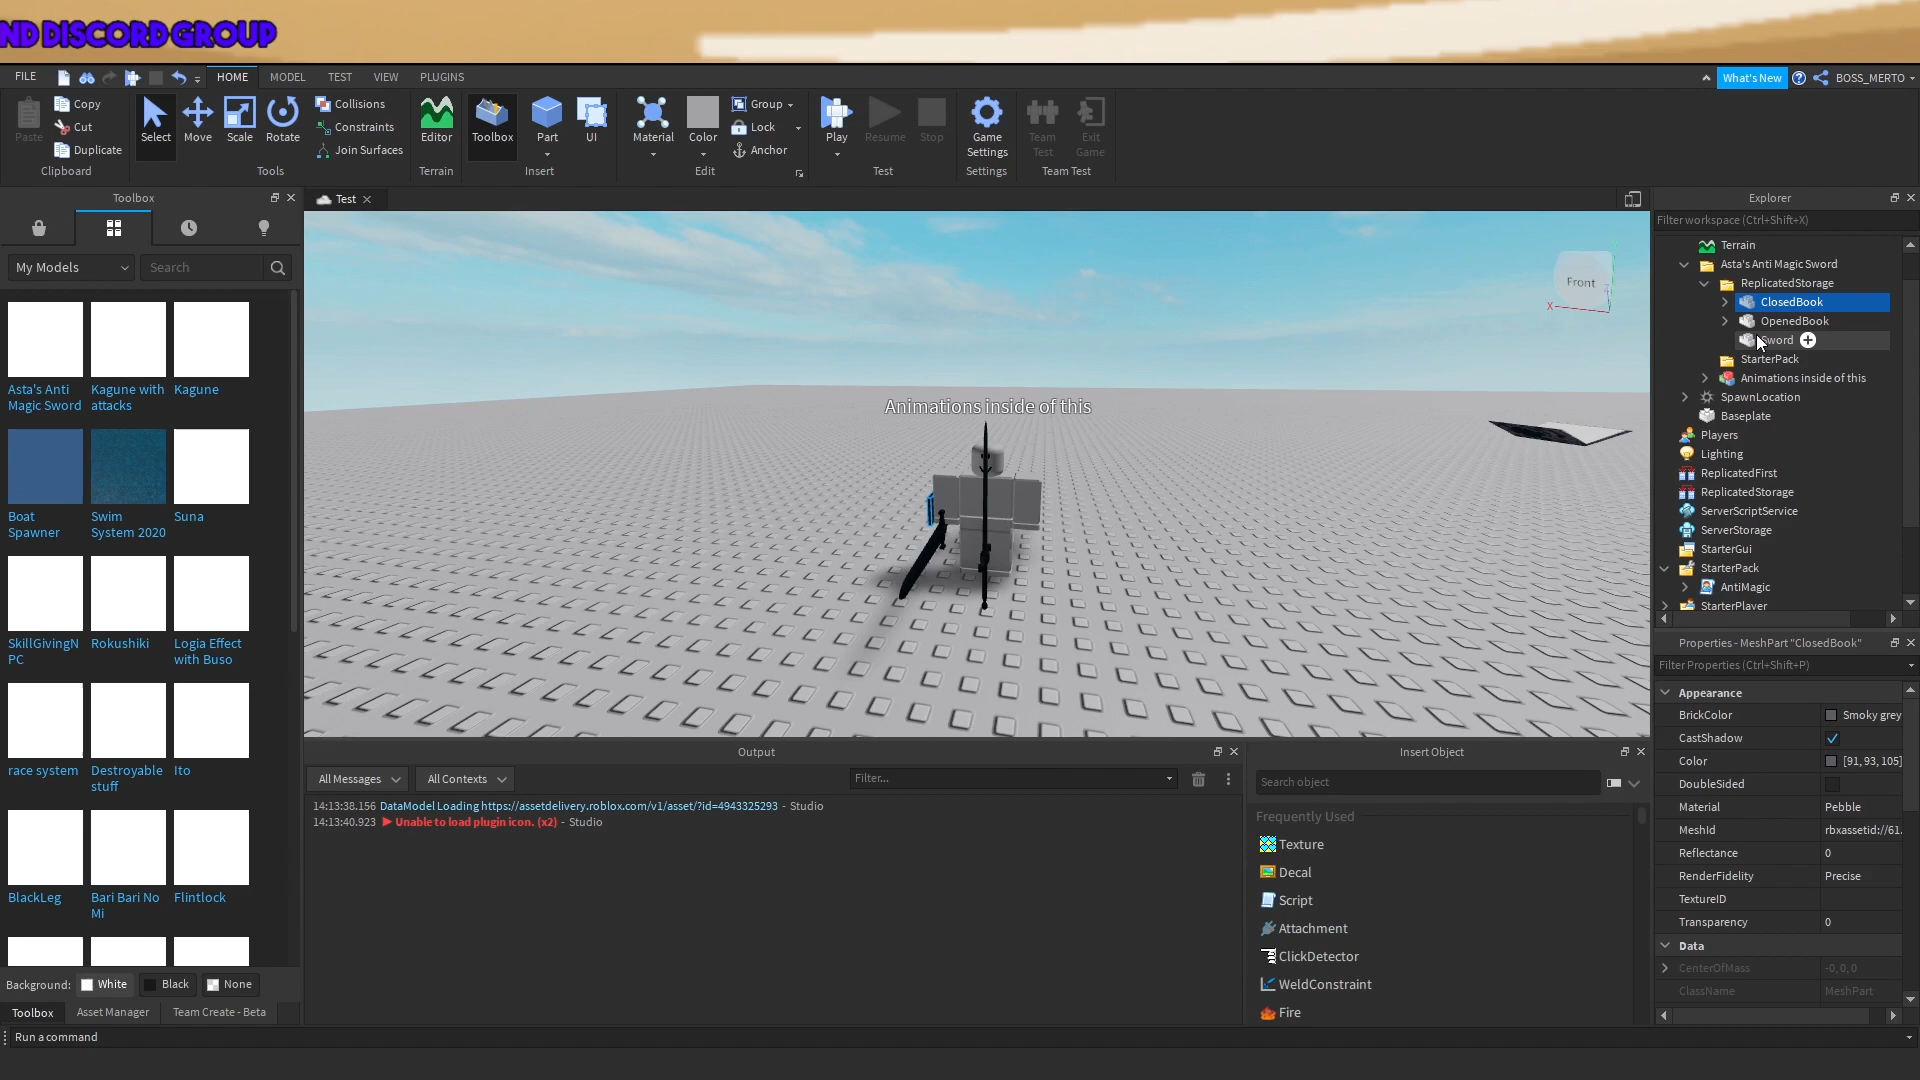 ND DISCORD GROUP
FILE
HOME
MODEL
TEST
VIEW
PLUGINS
What's New
BOSS_MERTO
Paste
Copy
Cut
Duplicate
Clipboard
Select
Move
Scale
Rotate
Collisions
Constraints
Join Surfaces
Tools
Editor
Terrain
Toolbox
Part
UI
Insert
Material
Color
Group
Lock
Anchor
Edit
Play
Resume
Stop
Test
Game
Settings
Settings
Team
Test
Exit
Game
Team Test
Toolbox
My Models
Search
Asta's Anti
Magic Sword
Kagune with
attacks
Kagune
Boat
Spawner
Swim
System 2020
Suna
SkillGivingN
PC
Rokushiki
Logia Effect
with Buso
race system
Destroyable
stuff
Ito
BlackLeg
Bari Bari No
Mi
Flintlock
Background:
White
Black
None
Toolbox
Asset Manager
Team Create - Beta
Run a command
Test
Front
X
Z
Animations inside of this
Output
All Messages
All Contexts
Filter...
14:13:38.156 DataModel Loading https://assetdelivery.roblox.com/v1/asset/?id=4943325293 - Studio
14:13:40.923 Unable to load plugin icon. (x2) - Studio
Insert Object
Search object
Frequently Used
Texture
Decal
Script
Attachment
ClickDetector
WeldConstraint
Fire
Explorer
Filter workspace (Ctrl+Shift+X)
Terrain
Asta's Anti Magic Sword
ReplicatedStorage
ClosedBook
OpenedBook
Sword
StarterPack
Animations inside of this
SpawnLocation
Baseplate
Players
Lighting
ReplicatedFirst
ReplicatedStorage
ServerScriptService
ServerStorage
StarterGui
StarterPack
AntiMagic
StarterPlayer
Properties - MeshPart "ClosedBook"
Filter Properties (Ctrl+Shift+P)
Appearance
BrickColor Smoky grey
CastShadow
Color [91, 93, 105]
DoubleSided
Material Pebble
MeshId rbxassetid://61.
Reflectance 0
RenderFidelity Precise
TextureID
Transparency 0
Data
CenterOfMass -0, 0, 0
ClassName MeshPart